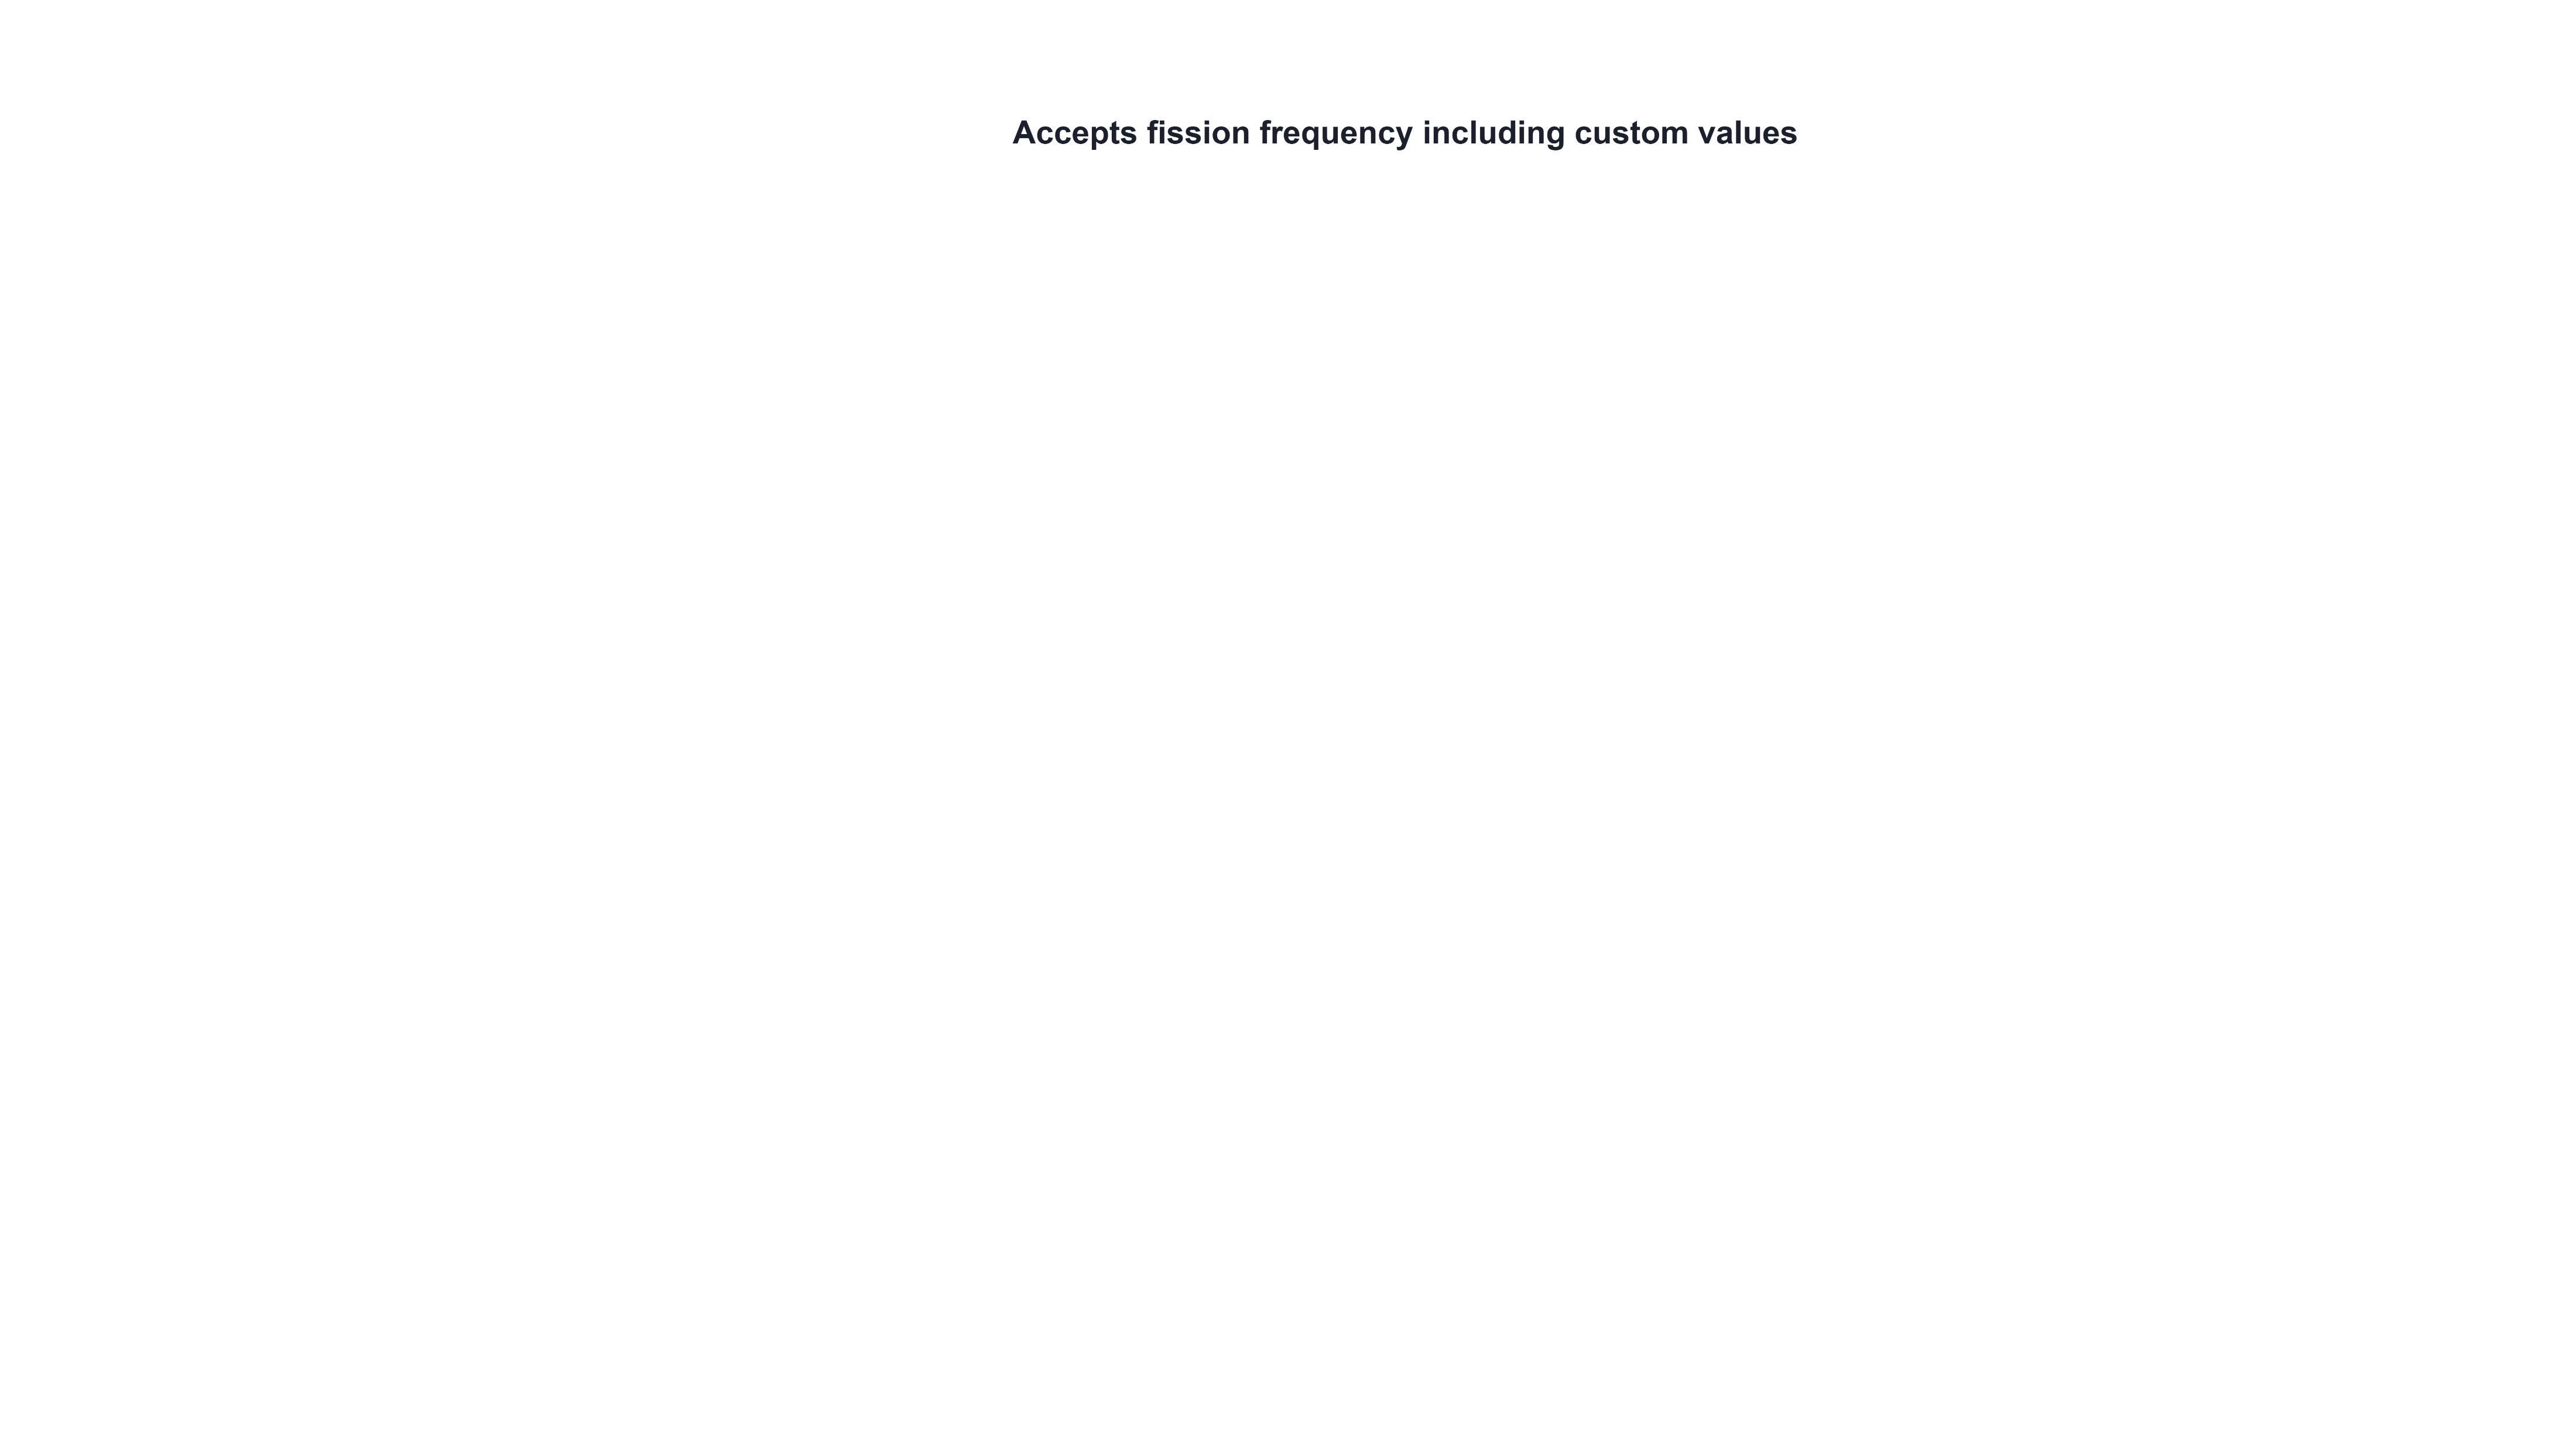 Accepts fission frequency including custom values